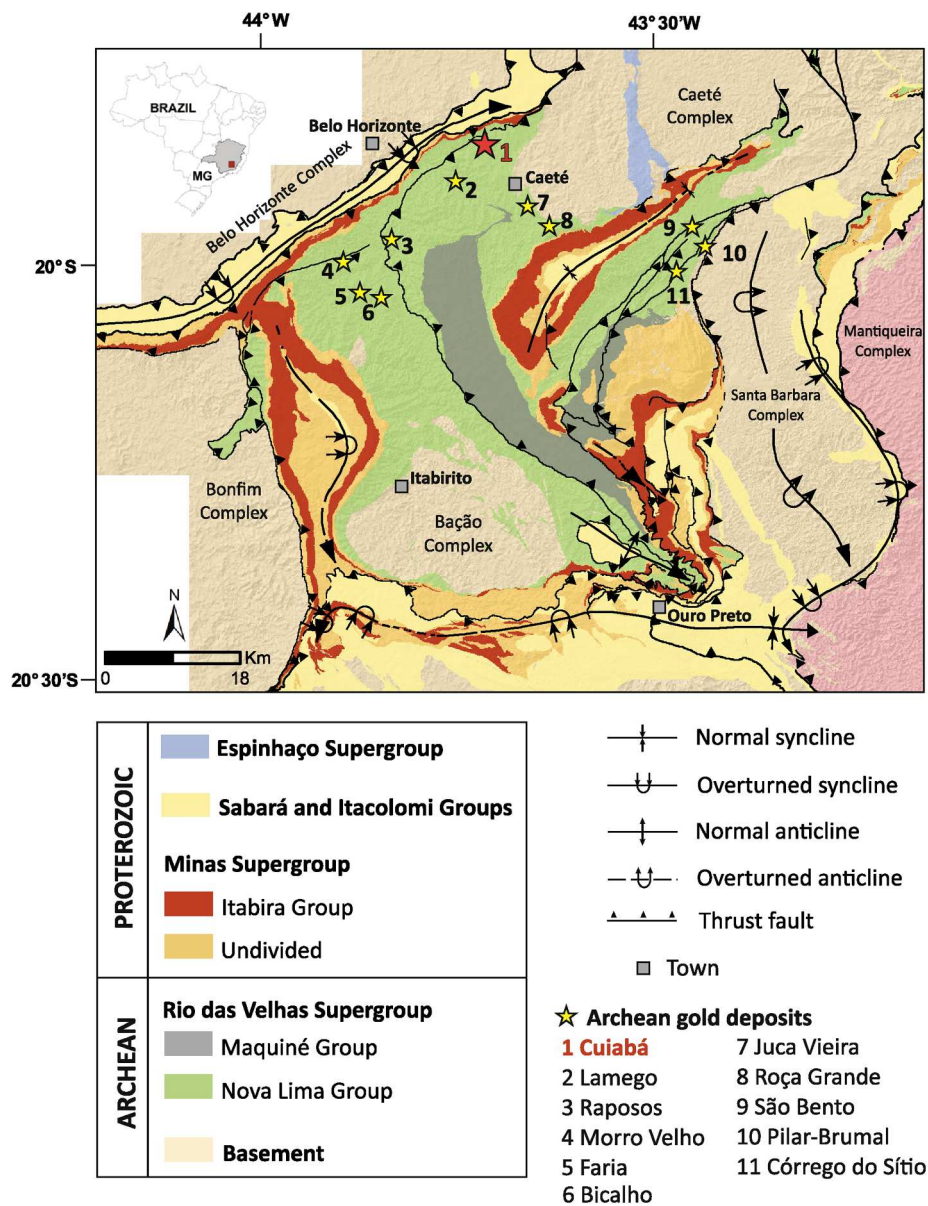 44°W 43°30'W
BRAZIL
MG
Belo Horizonte
Belo Horizonte Complex
Caeté
Complex
1
2
Caeté
7
8
3
9
10
20°S
4
5
6
11
Mantiqueira
Complex
Santa Barbara
Complex
Itabirito
Bonfim
Complex
Bação
Complex
N
Ouro Preto
Km
0 18
20°30'S
PROTEROZOIC
Espinhaço Supergroup
Sabará and Itacolomi Groups
Minas Supergroup
Itabira Group
Undivided
ARCHEAN
Rio das Velhas Supergroup
Maquiné Group
Nova Lima Group
Basement
Normal syncline
Overturned syncline
Normal anticline
Overturned anticline
Thrust fault
Town
Archean gold deposits
1 Cuiabá
2 Lamego
3 Raposos
4 Morro Velho
5 Faria
6 Bicalho
7 Juca Vieira
8 Roça Grande
9 São Bento
10 Pilar-Brumal
11 Córrego do Sítio